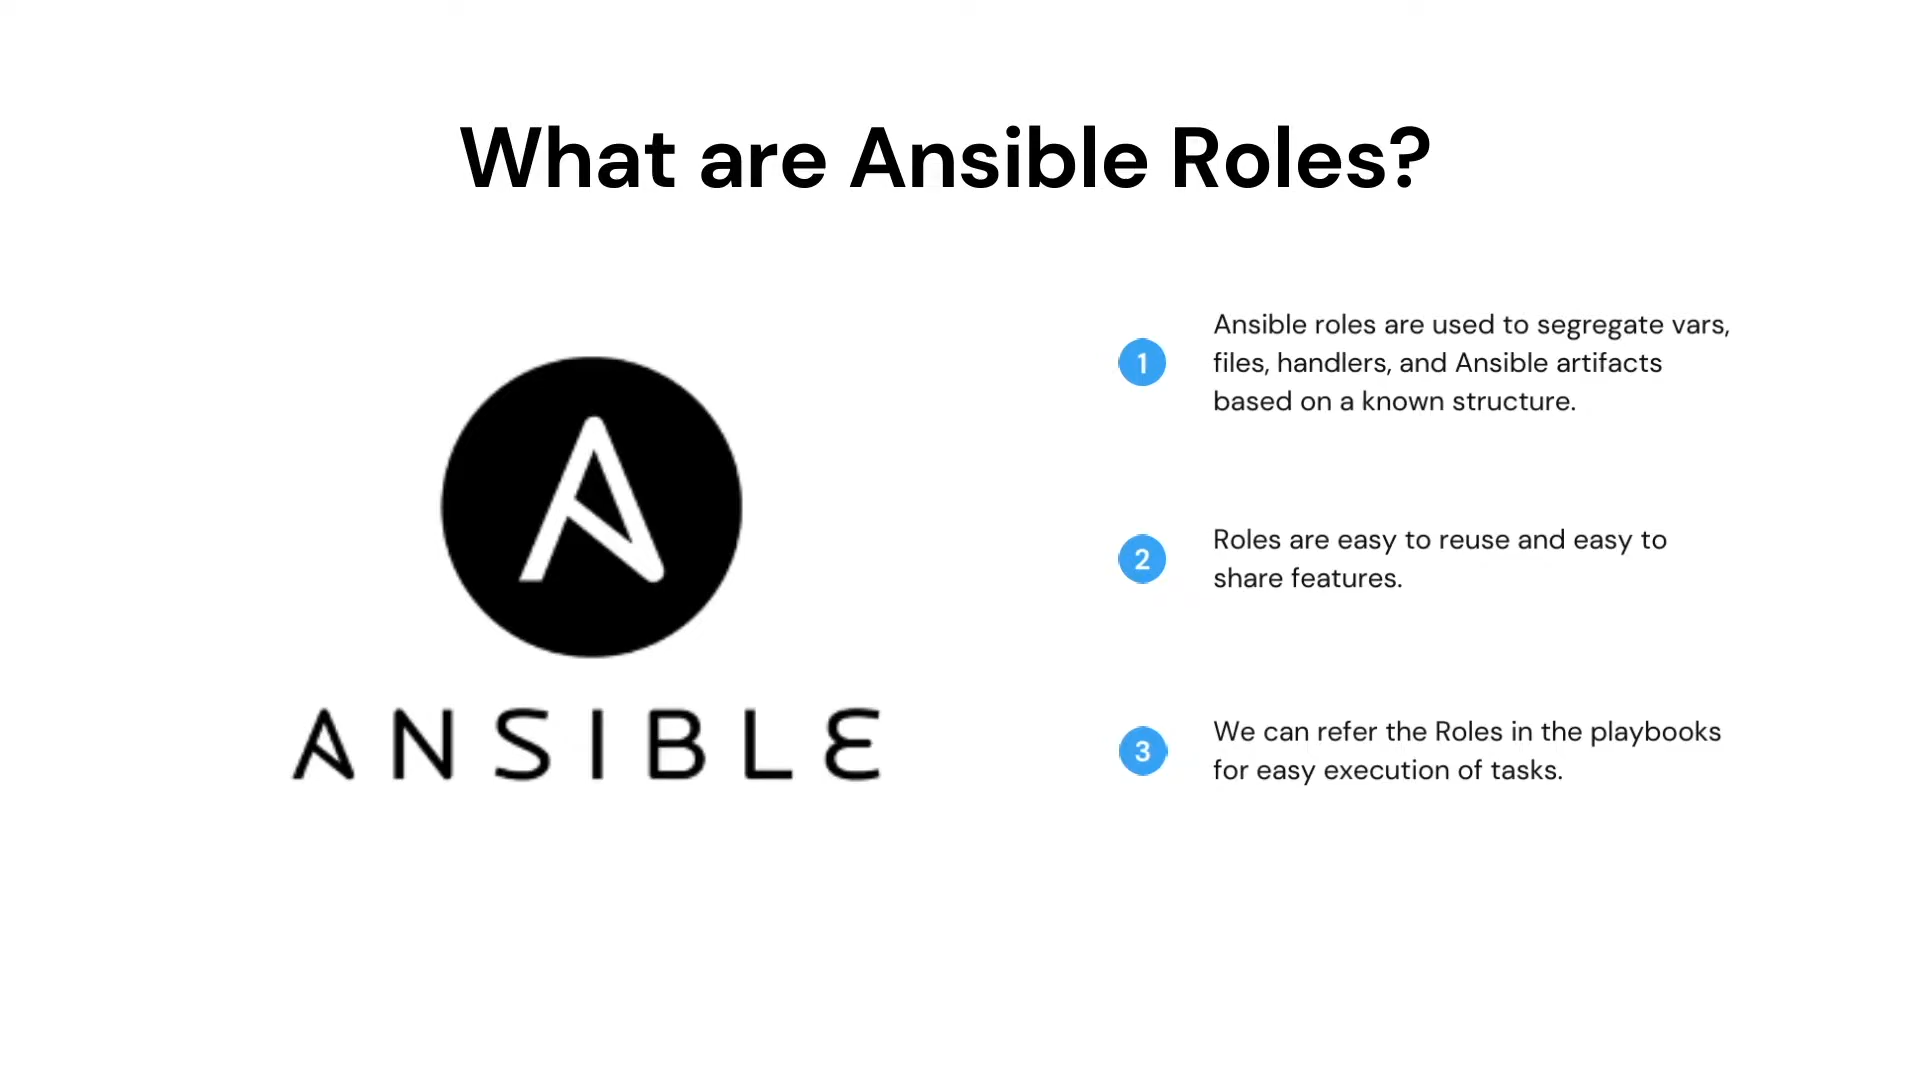 What are Ansible Roles?
ANSIBLE
1
Ansible roles are used to segregate vars,
files, handlers, and Ansible artifacts
based on a known structure.
2
Roles are easy to reuse and easy to
share features.
3
We can refer the Roles in the playbooks
for easy execution of tasks.